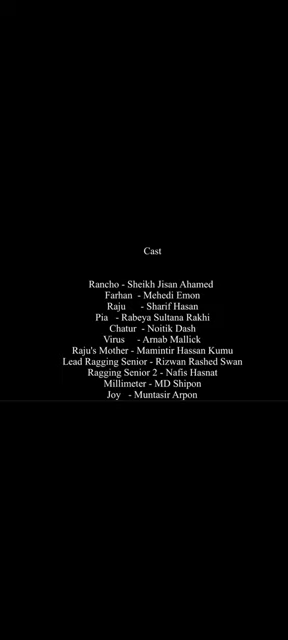 Cast
Rancho - Sheikh Jisan Ahamed
Farhan - Mehedi Emon
Raju - Sharif Hasan
Pia - Rabeya Sultana Rakhi
Chatur - Noitik Dash
Virus - Arnab Mallick
Raju's Mother - Mamintir Hassan Kumu
Lead Ragging Senior - Rizwan Rashed Swan
Ragging Senior 2 - Nafis Hasnat
Millimeter - MD Shipon
Joy - Muntasir Arpon